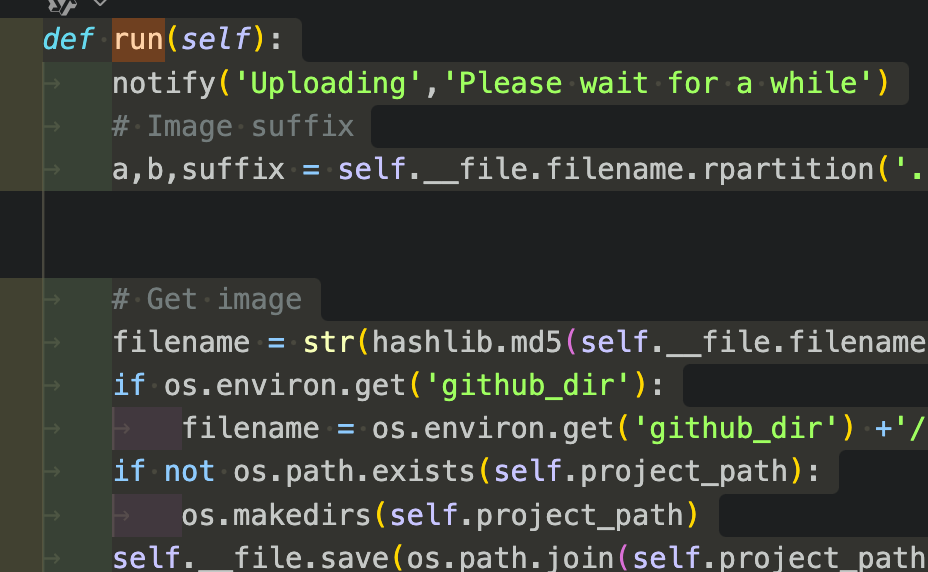 def run(self):
notify('Uploading','Please wait for a while')
# Image suffix
a,b,suffix = self.__file.filename.rpartition('.
# Get image
filename = str(hashlib.md5(self.__file.filename
if os.environ.get('github_dir'):
filename = os.environ.get('github_dir') +'/
if not os.path.exists(self.project_path):
os.makedirs(self.project_path)
self.__file.save(os.path.join(self.project_path